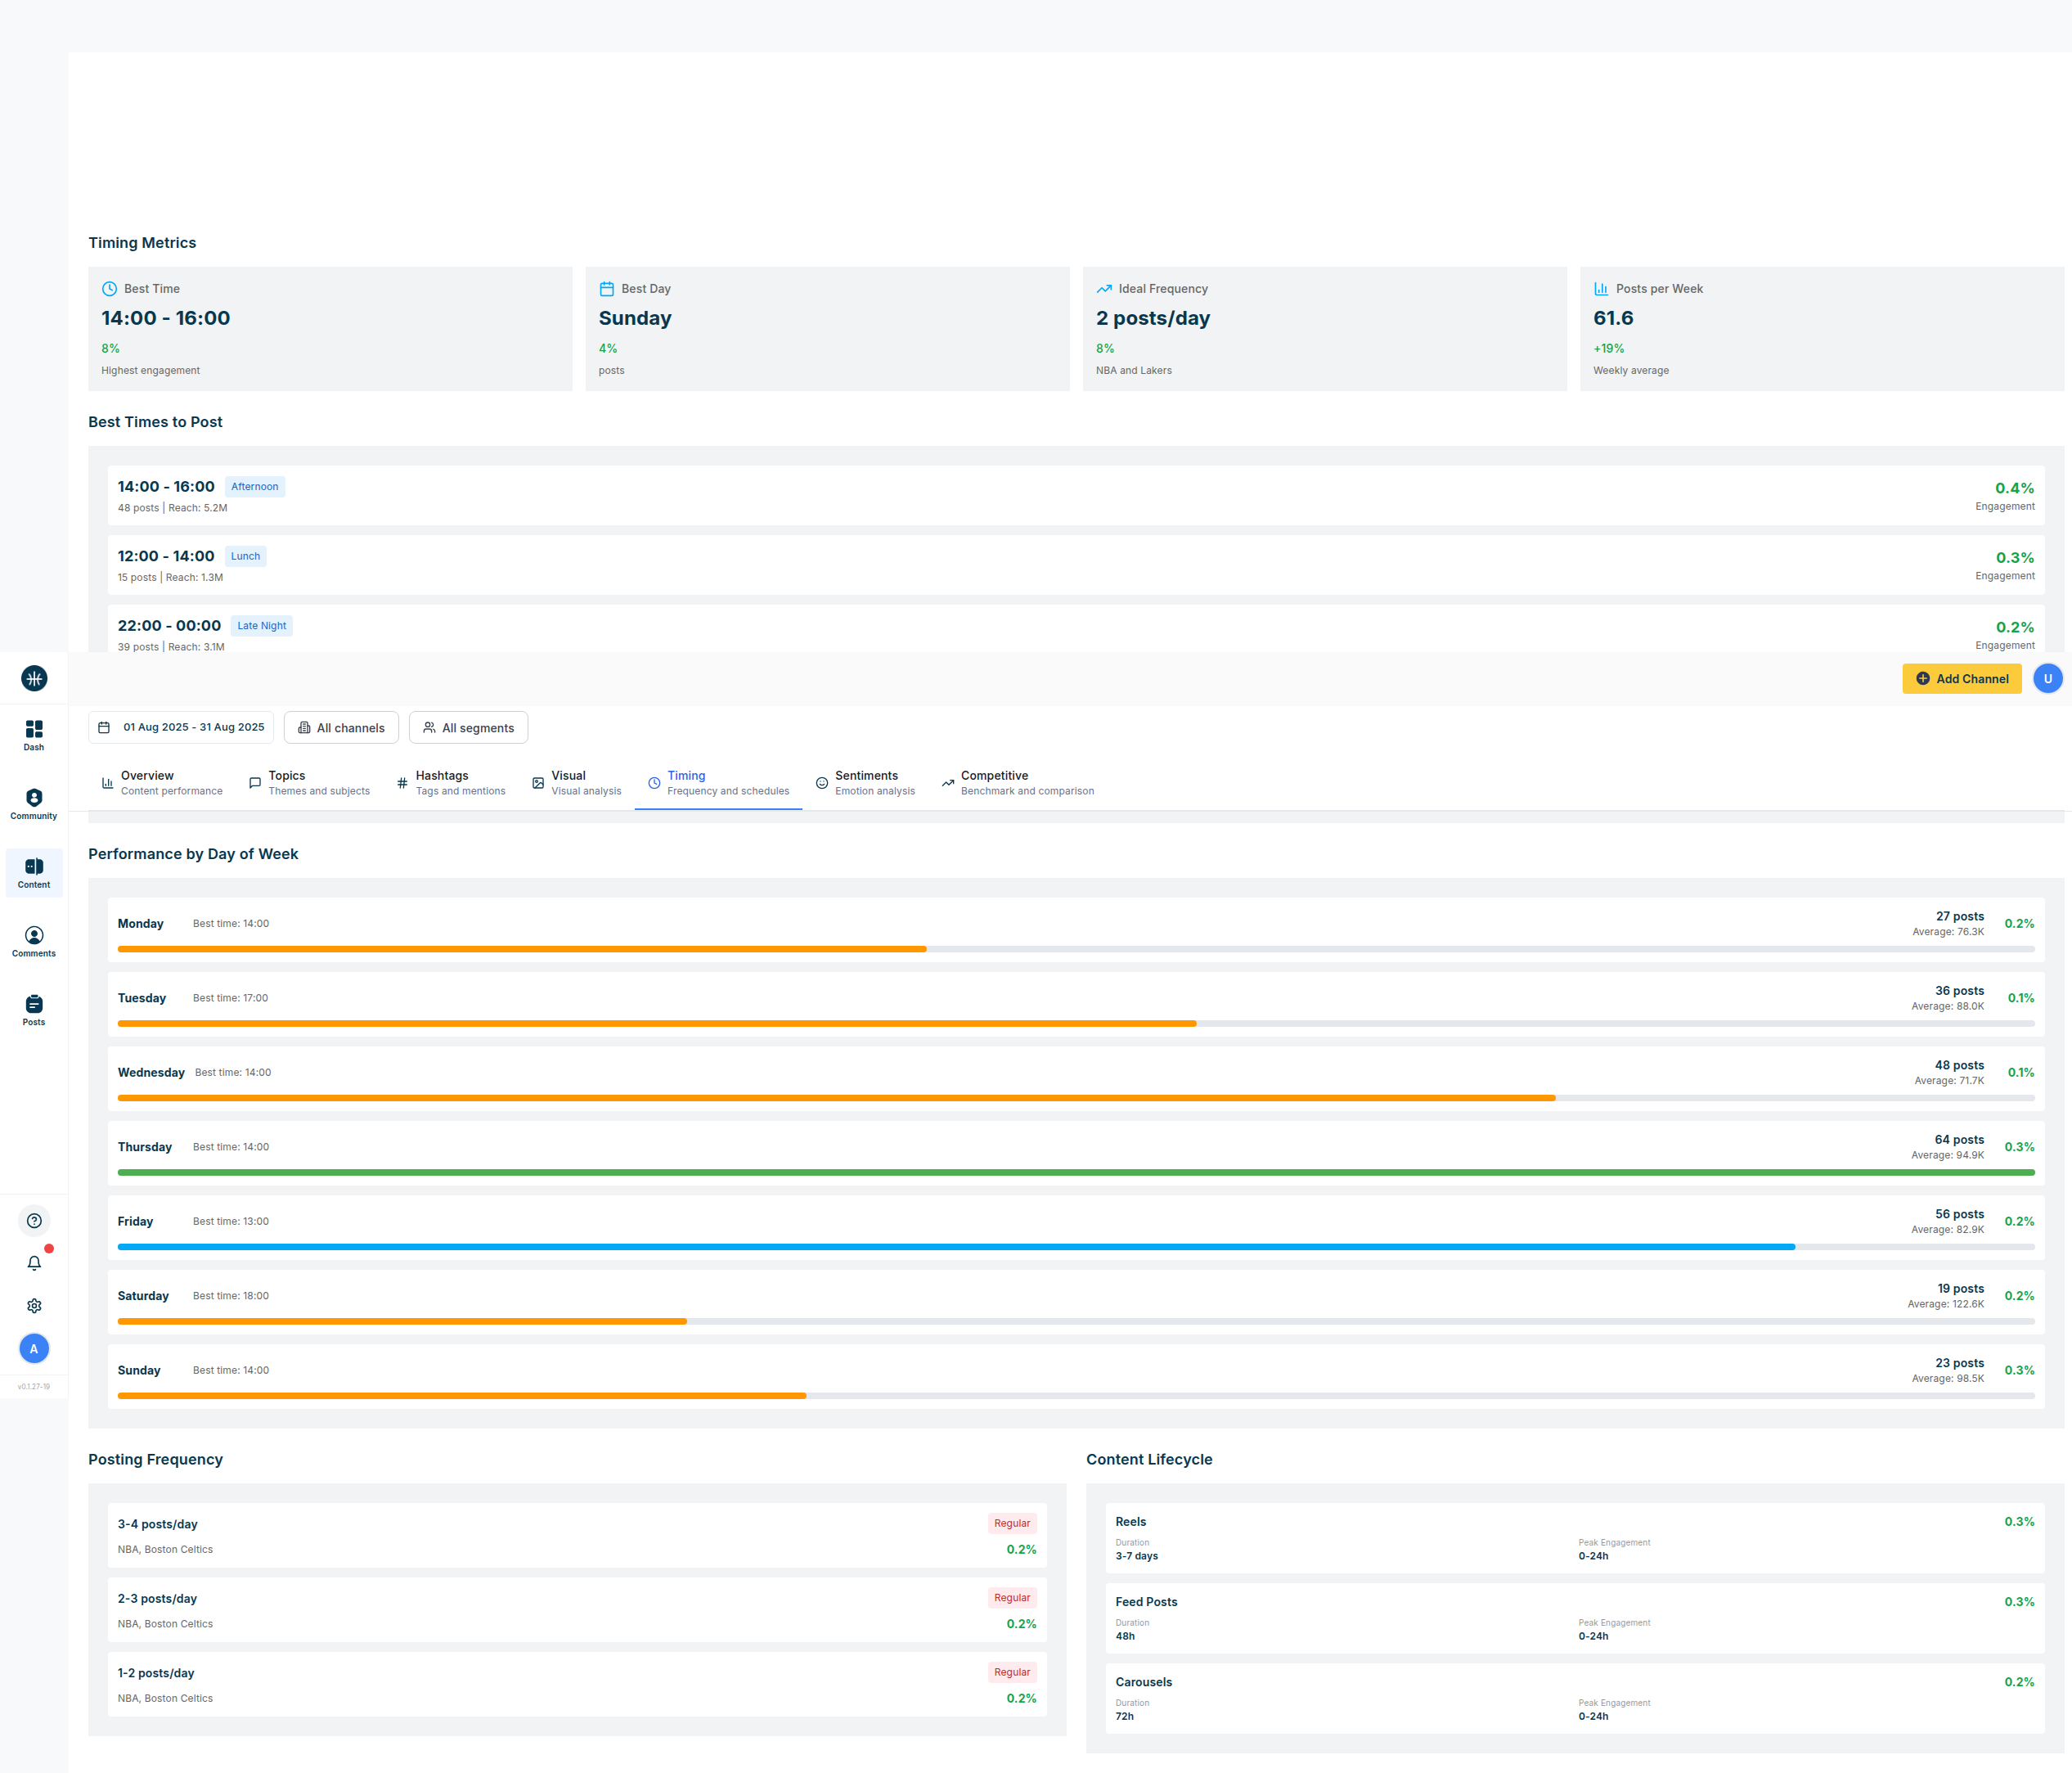 Timing Metrics
Best Time
14:00 - 16:00
8%
Highest engagement
Best Day
Sunday
4%
posts
Ideal Frequency
2 posts/day
8%
NBA and Lakers
Posts per Week
61.6
+19%
Weekly average
Best Times to Post
14:00 - 16:00 Afternoon
48 posts | Reach: 5.2M
0.4%
Engagement
12:00 - 14:00 Lunch
15 posts | Reach: 1.3M
0.3%
Engagement
22:00 - 00:00 Late Night
39 posts | Reach: 3.1M
0.2%
Engagement
Add Channel
U
Dash
Community
Content
Comments
Posts
A
v0.1.27-19
01 Aug 2025 - 31 Aug 2025
All channels
All segments
Overview
Content performance
Topics
Themes and subjects
Hashtags
Tags and mentions
Visual
Visual analysis
Timing
Frequency and schedules
Sentiments
Emotion analysis
Competitive
Benchmark and comparison
Performance by Day of Week
Monday Best time: 14:00
27 posts
Average: 76.3K
0.2%
Tuesday Best time: 17:00
36 posts
Average: 88.0K
0.1%
Wednesday Best time: 14:00
48 posts
Average: 71.7K
0.1%
Thursday Best time: 14:00
64 posts
Average: 94.9K
0.3%
Friday Best time: 13:00
56 posts
Average: 82.9K
0.2%
Saturday Best time: 18:00
19 posts
Average: 122.6K
0.2%
Sunday Best time: 14:00
23 posts
Average: 98.5K
0.3%
Posting Frequency
3-4 posts/day
Regular
NBA, Boston Celtics
0.2%
2-3 posts/day
Regular
NBA, Boston Celtics
0.2%
1-2 posts/day
Regular
NBA, Boston Celtics
0.2%
Content Lifecycle
Reels
0.3%
Duration
3-7 days
Peak Engagement
0-24h
Feed Posts
0.3%
Duration
48h
Peak Engagement
0-24h
Carousels
0.2%
Duration
72h
Peak Engagement
0-24h